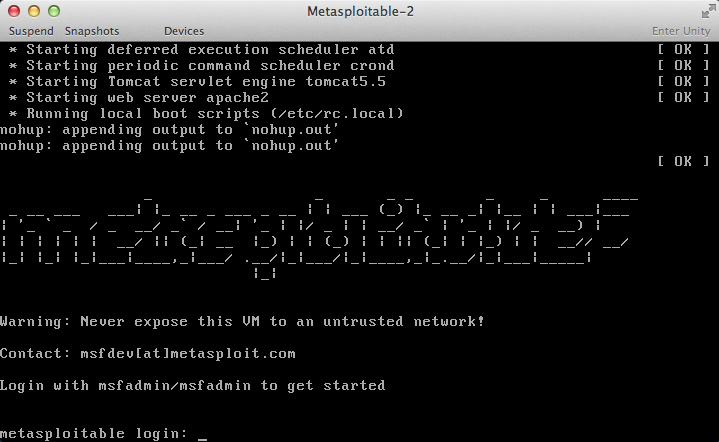 Metasploitable-2
Suspend Snapshots Devices Enter Unity
* Starting deferred execution scheduler atd [ OK ]
* Starting periodic command scheduler crond [ OK ]
* Starting Tomcat servlet engine tomcat5.5 [ OK ]
* Starting web server apache2 [ OK ]
* Running local boot scripts (/etc/rc.local)
nohup: appending output to `nohup.out'
nohup: appending output to `nohup.out'
[ OK ]
metasploitable2
Warning: Never expose this VM to an untrusted network!
Contact: msfdev[at]metasploit.com
Login with msfadmin/msfadmin to get started
metasploitable login: _